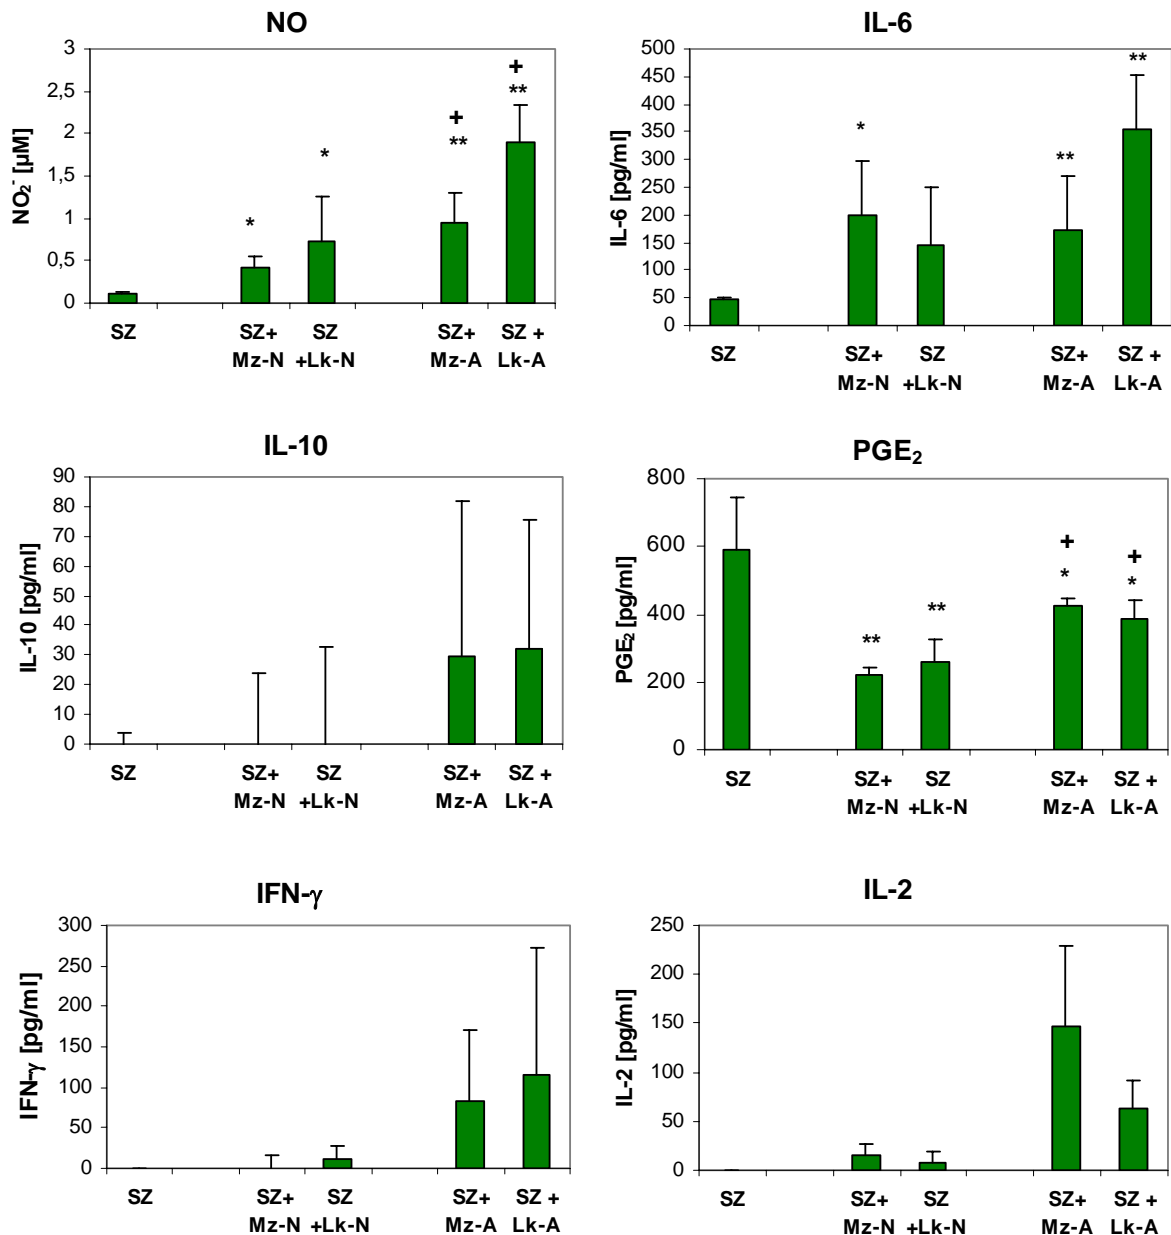 NO
NO₂⁻ [µM]
3
2,5
2
1,5
1
0,5
0
*
*
+
**
+
**
SZ
SZ+
Mz-N
SZ
+Lk-N
SZ+
Mz-A
SZ +
Lk-A
IL-6
IL-6 [pg/ml]
500
450
400
350
300
250
200
150
100
50
0
*
**
**
SZ
SZ+
Mz-N
SZ
+Lk-N
SZ+
Mz-A
SZ +
Lk-A
IL-10
IL-10 [pg/ml]
90
80
70
60
50
40
30
20
10
0
SZ
SZ+
Mz-N
SZ
+Lk-N
SZ+
Mz-A
SZ +
Lk-A
PGE₂
PGE₂ [pg/ml]
800
600
400
200
0
**
**
+
*
+
*
SZ
SZ+
Mz-N
SZ
+Lk-N
SZ+
Mz-A
SZ +
Lk-A
IFN-γ
IFN-γ [pg/ml]
300
250
200
150
100
50
0
SZ
SZ+
Mz-N
SZ
+Lk-N
SZ+
Mz-A
SZ +
Lk-A
IL-2
IL-2 [pg/ml]
250
200
150
100
50
0
SZ
SZ+
Mz-N
SZ
+Lk-N
SZ+
Mz-A
SZ +
Lk-A